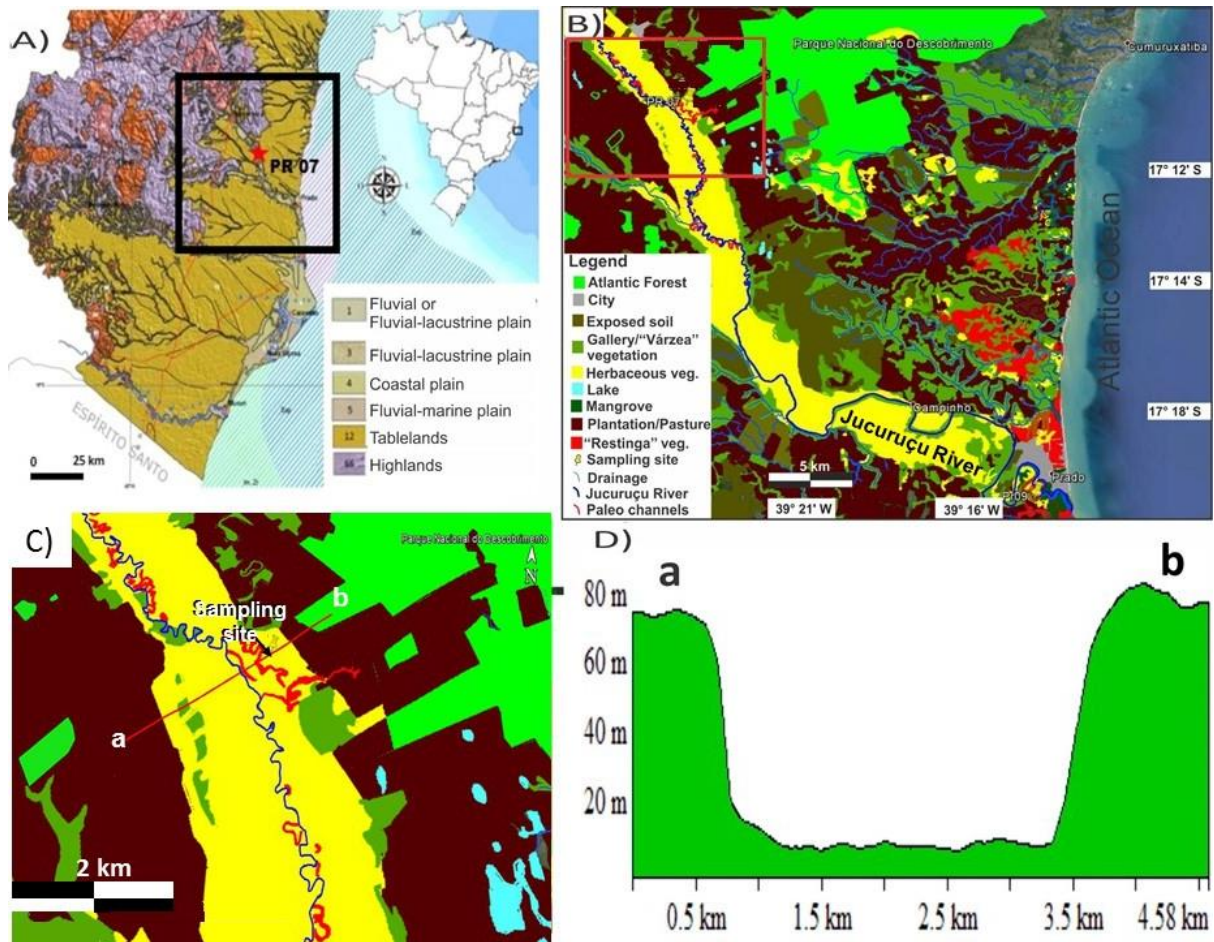 A)
PR 07
ESPÍRITO SANTO
0 25 km
1 Fluvial or
Fluvial-lacustrine plain
3 Fluvial-lacustrine plain
4 Coastal plain
5 Fluvial-marine plain
12 Tablelands
Highlands
B)
Parque Nacional do Descobrimento
Cumuruxatiba
PR 07
17° 12' S
17° 14' S
17° 18' S
Atlantic Ocean
Legend
Atlantic Forest
City
Exposed soil
Gallery/"Várzea"
vegetation
Herbaceous veg.
Lake
Mangrove
Plantation/Pasture
"Restinga" veg.
Sampling site
Drainage
Jucuruçu River
Paleo channels
Campinho
Jucuruçu River
Prado
5 km
39° 21' W
39° 16' W
C)
Parque Nacional do Descobrimento
N
Sampling
site
b
a
2 km
D)
a
b
80 m
60 m
40 m
20 m
0.5 km
1.5 km
2.5 km
3.5 km
4.58 km